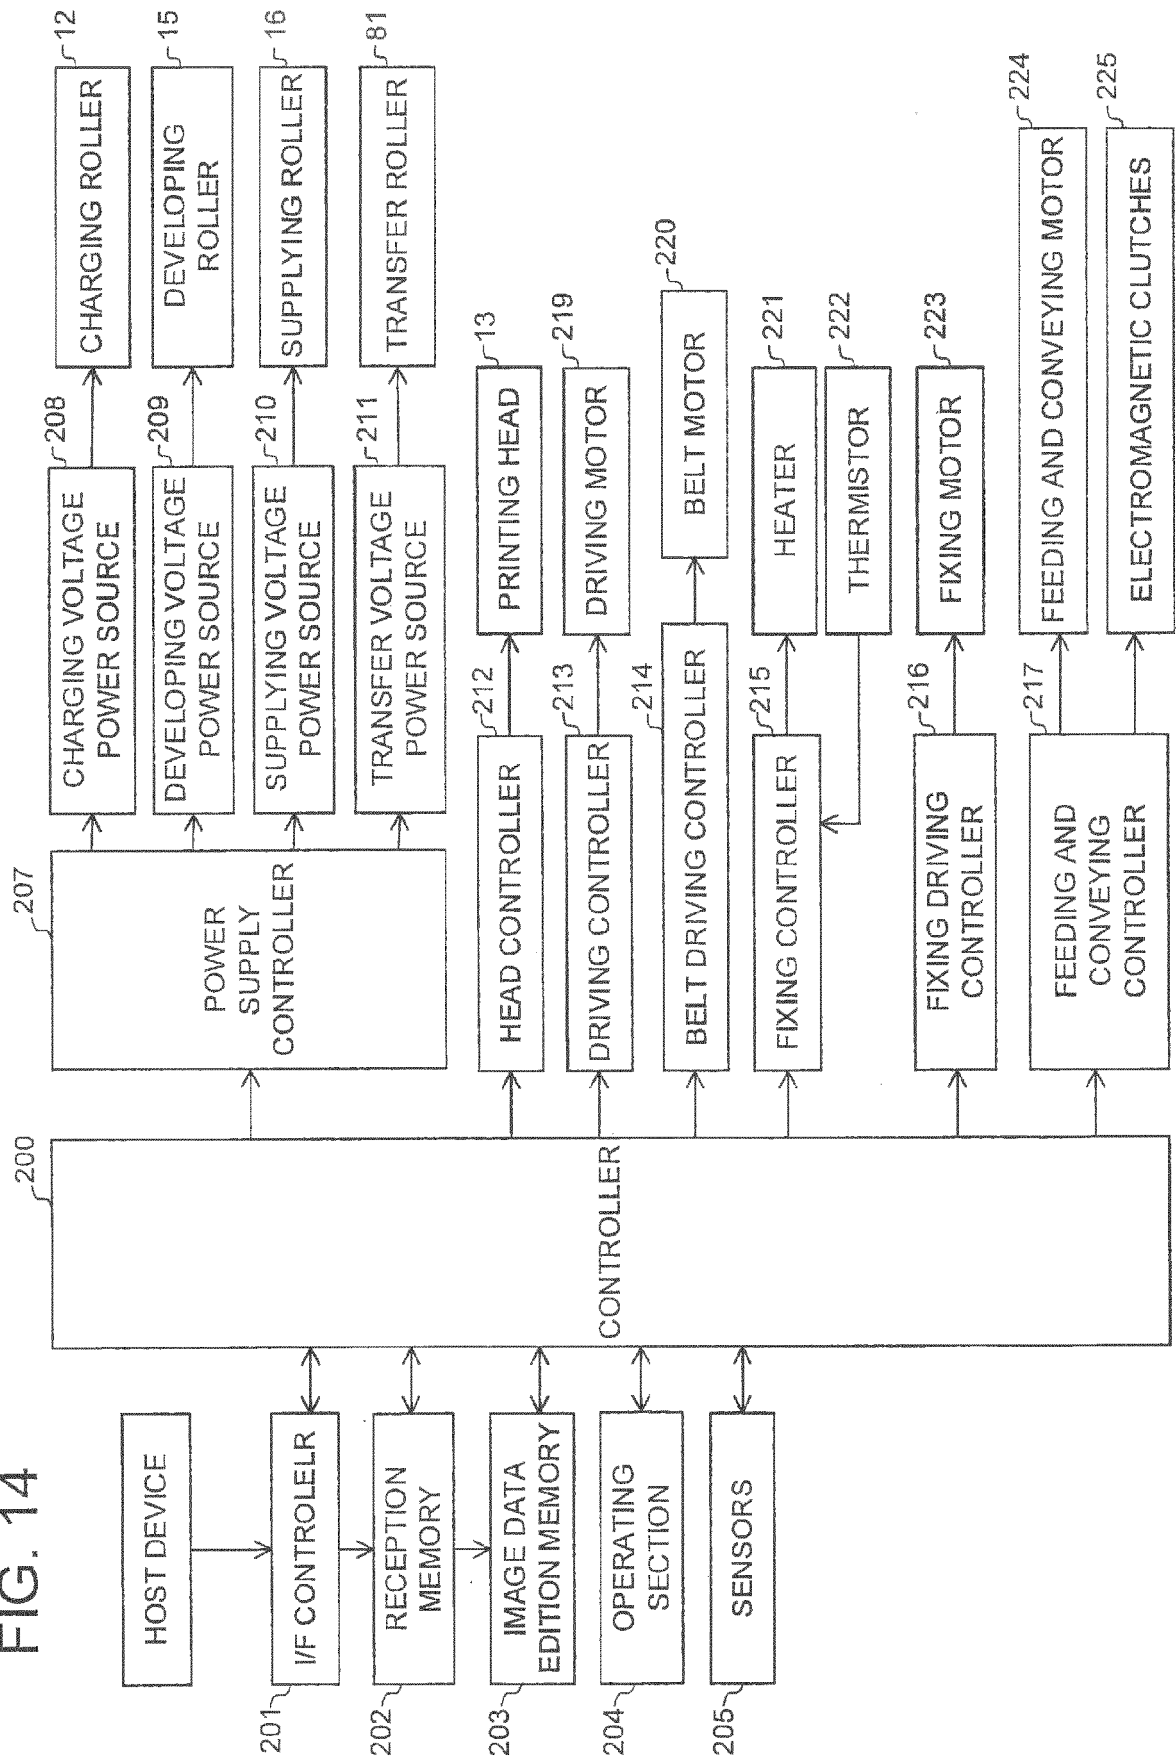 FIG. 14
HOST DEVICE
201
I/F CONTROLELR
202
RECEPTION
MEMORY
203
IMAGE DATA
EDITION MEMORY
204
OPERATING
SECTION
205
SENSORS
200
CONTROLLER
207
POWER
SUPPLY
CONTROLLER
208
CHARGING VOLTAGE
POWER SOURCE
12
CHARGING ROLLER
209
DEVELOPING VOLTAGE
POWER SOURCE
15
DEVELOPING
ROLLER
210
SUPPLYING VOLTAGE
POWER SOURCE
16
SUPPLYING ROLLER
211
TRANSFER VOLTAGE
POWER SOURCE
81
TRANSFER ROLLER
212
HEAD CONTROLLER
13
PRINTING HEAD
213
DRIVING CONTROLLER
219
DRIVING MOTOR
214
BELT DRIVING CONTROLLER
220
BELT MOTOR
215
FIXING CONTROLLER
221
HEATER
222
THERMISTOR
216
FIXING DRIVING
CONTROLLER
223
FIXING MOTOR
217
FEEDING AND
CONVEYING
CONTROLLER
224
FEEDING AND CONVEYING MOTOR
225
ELECTROMAGNETIC CLUTCHES